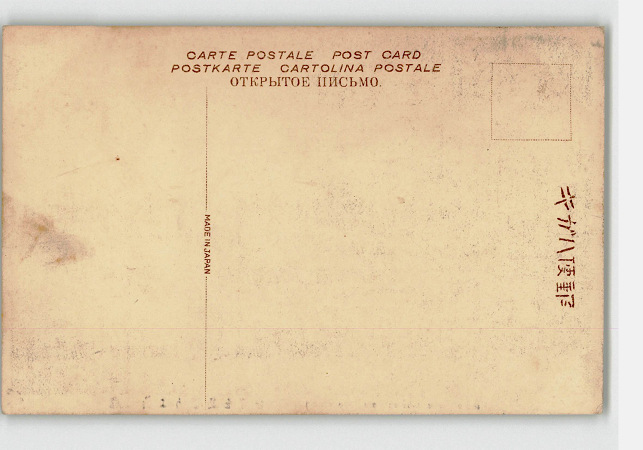 CARTE POSTALE POST CARD
POSTKARTE CARTOLINA POSTALE
ОТКРЫТОЕ ПИСЬМО.
MADE IN JAPAN
郵便ハガキ